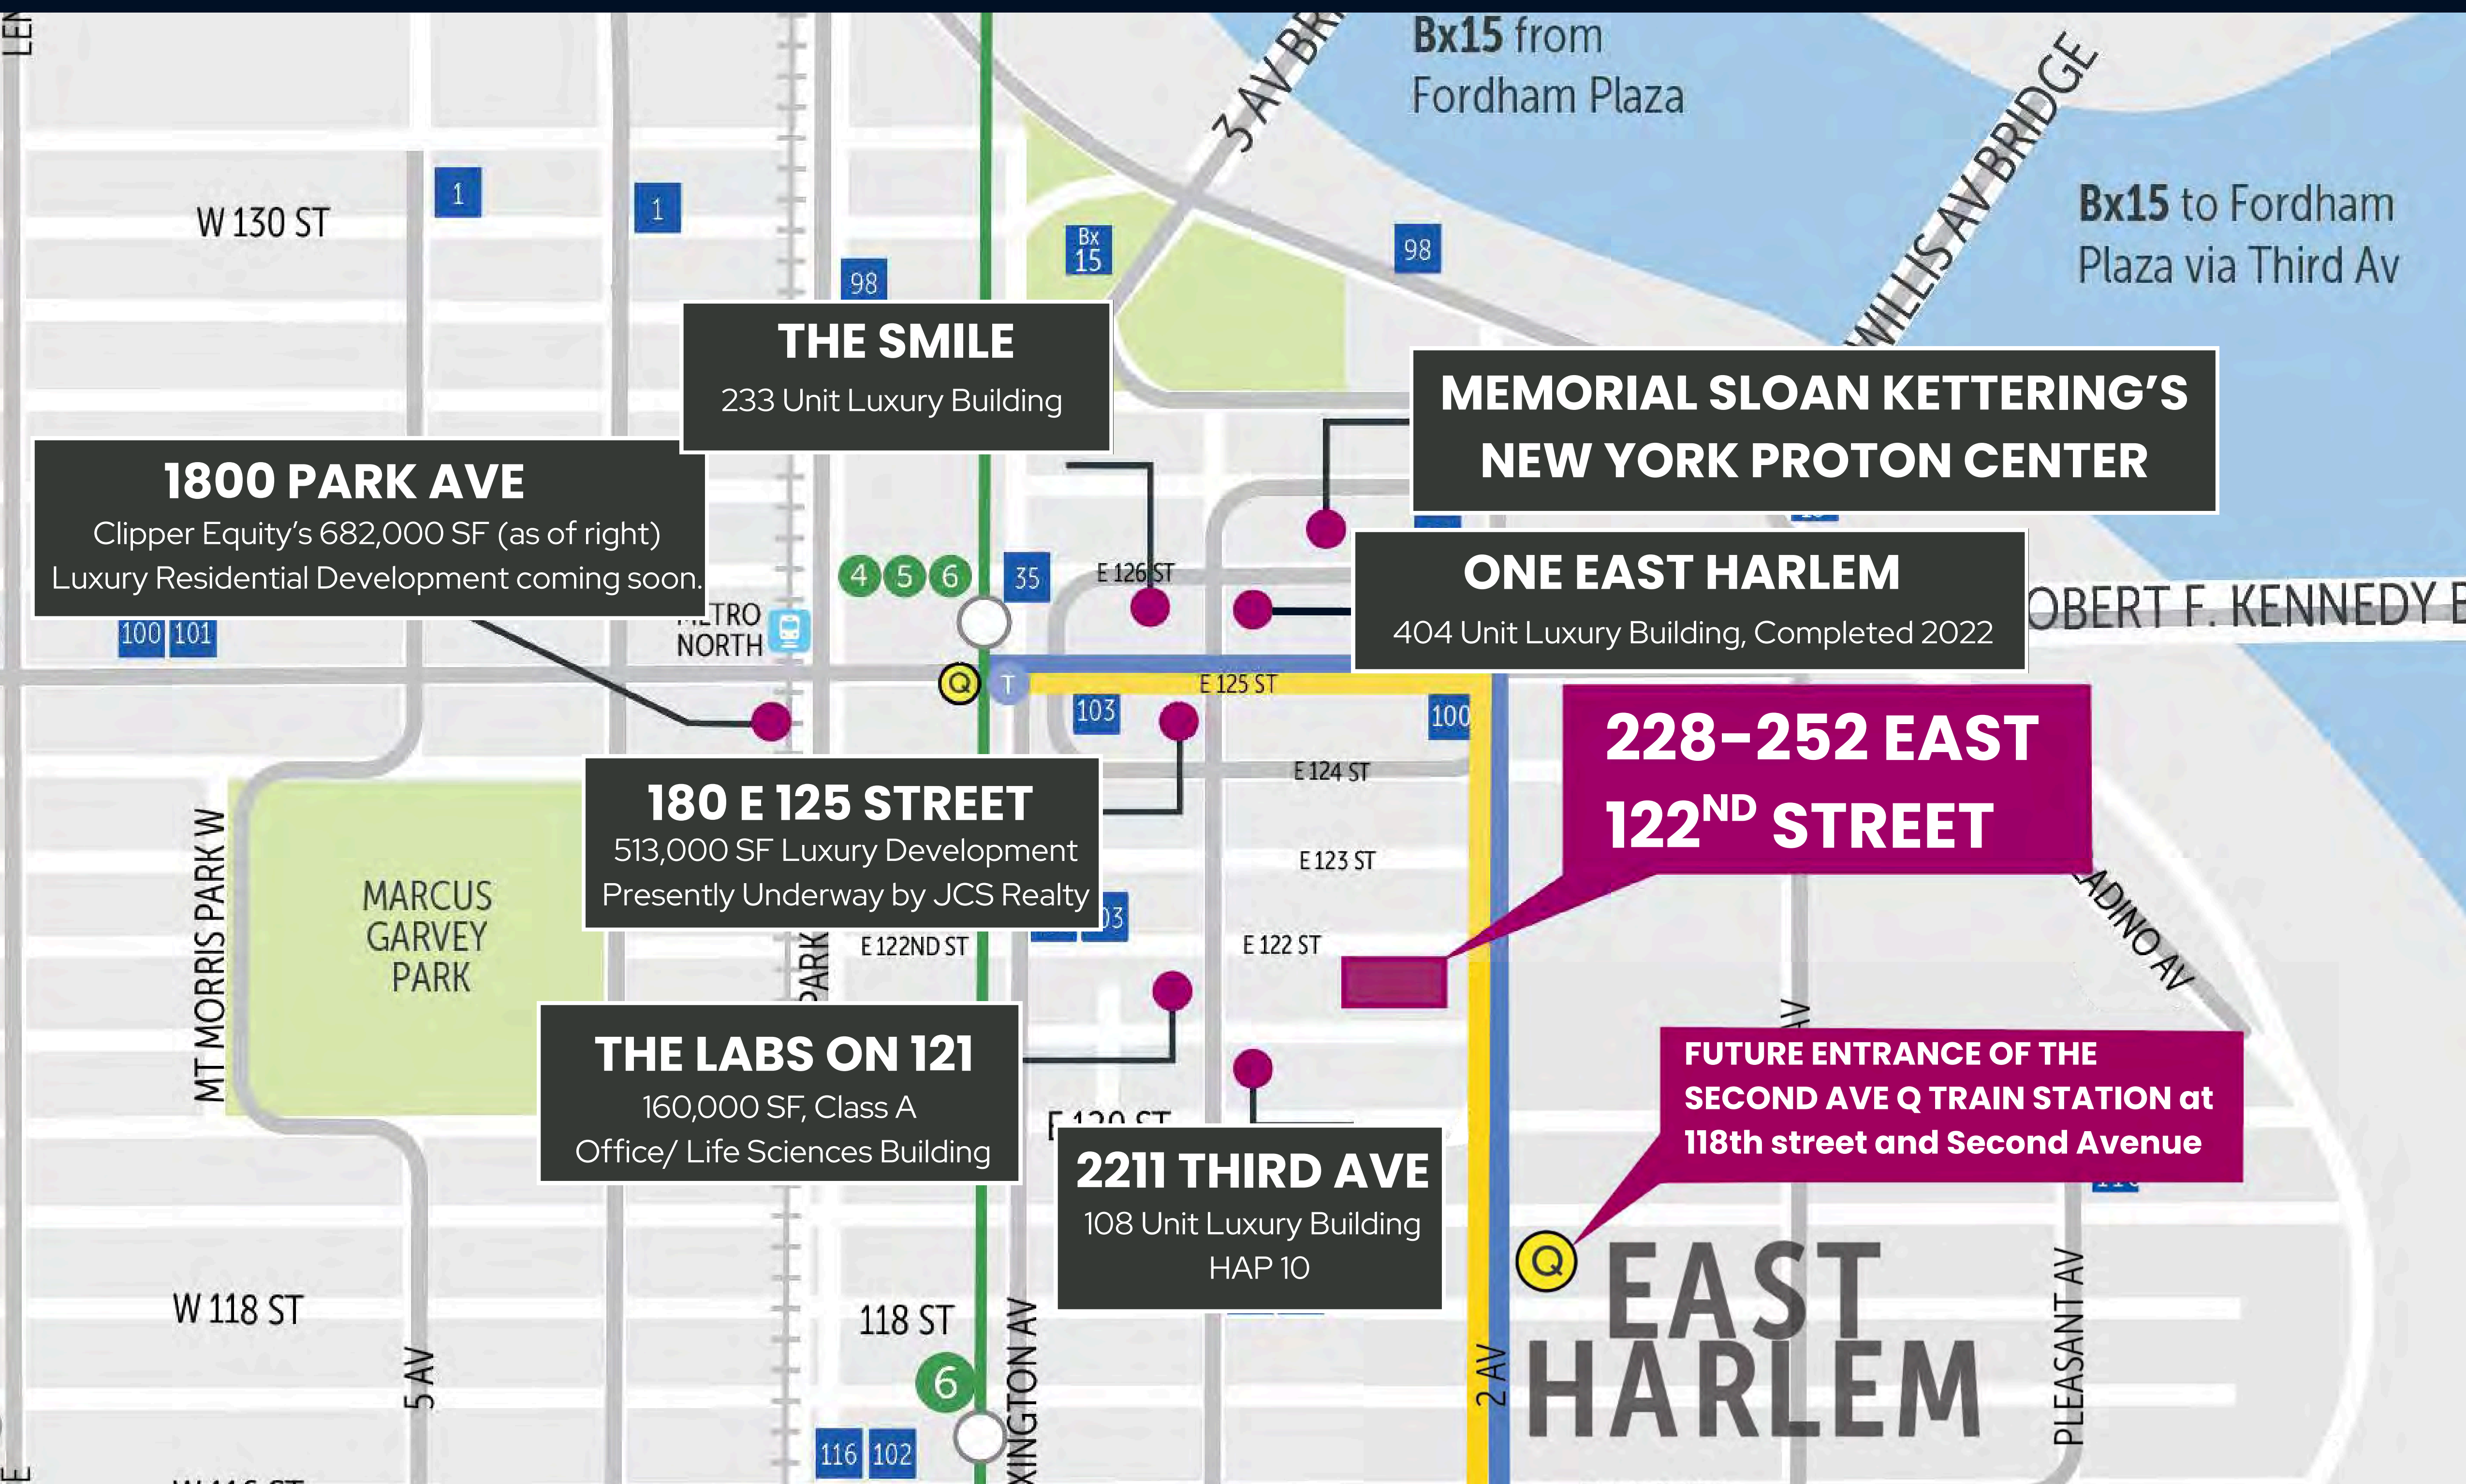 Bx15 from
Fordham Plaza
WILLIS AV BRIDGE
Bx15 to Fordham
Plaza via Third Av
W 130 ST
1
1
98
Bx
15
98
THE SMILE
233 Unit Luxury Building
MEMORIAL SLOAN KETTERING'S
NEW YORK PROTON CENTER
1800 PARK AVE
Clipper Equity's 682,000 SF (as of right)
Luxury Residential Development coming soon.
4 5 6
35
E 126 ST
ONE EAST HARLEM
404 Unit Luxury Building, Completed 2022
F. KENNEDY
100 101
NORTH
Q T
E 125 ST
103
100
228-252 EAST
122ND STREET
E 124 ST
180 E 125 STREET
513,000 SF Luxury Development
Presently Underway by JCS Realty
E 123 ST
MT MORRIS PARK W
MARCUS
GARVEY
PARK
PARK
E 122ND ST
E 122 ST
AV
THE LABS ON 121
160,000 SF, Class A
Office/ Life Sciences Building
FUTURE ENTRANCE OF THE
SECOND AVE Q TRAIN STATION at
118th street and Second Avenue
AV
E 120 ST
2211 THIRD AVE
108 Unit Luxury Building
HAP 10
Q
EAST
HARLEM
W 118 ST
118 ST
5 AV
6
AV
2 AV
PLEASANT AV
116 102